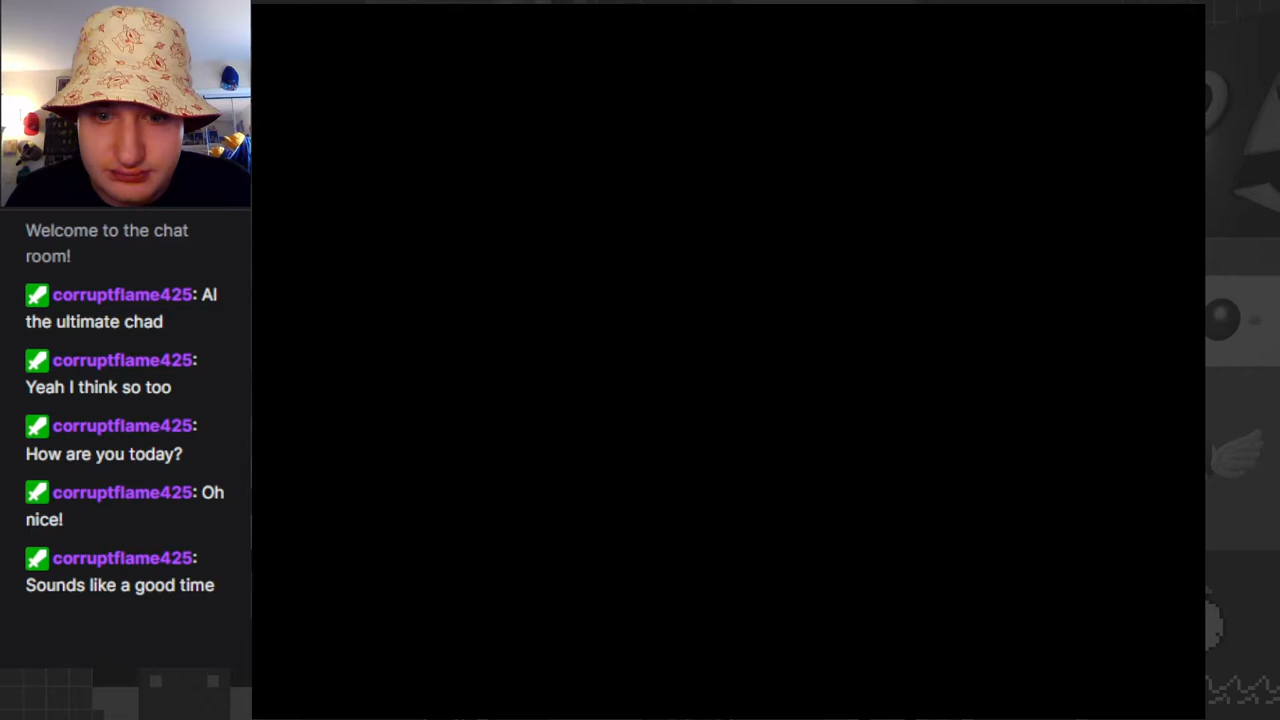 Welcome to the chat
room!
corruptflame425: Al
the ultimate chad
corruptflame425:
Yeah I think so too
corruptflame425:
How are you today?
corruptflame425: Oh
nice!
corruptflame425:
Sounds like a good time